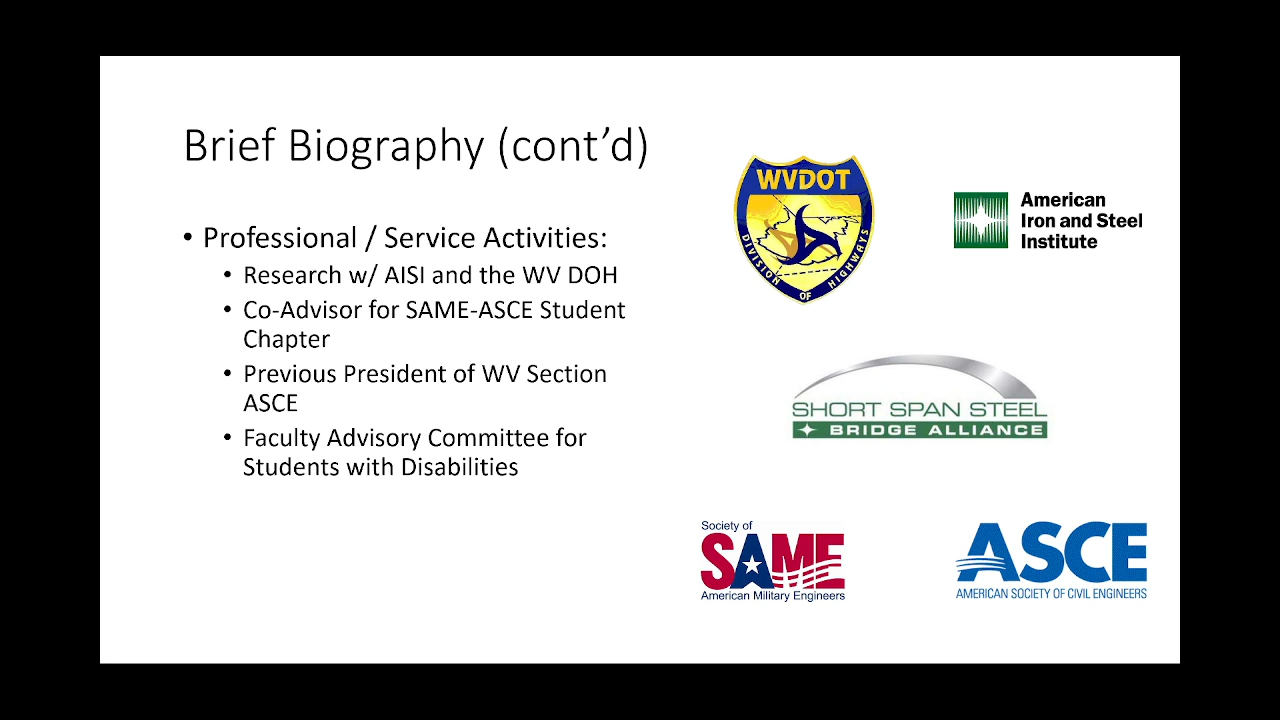 Brief Biography (cont’d)
• Professional / Service Activities:
• Research w/ AISI and the WV DOH
• Co-Advisor for SAME-ASCE Student
Chapter
• Previous President of WV Section
ASCE
• Faculty Advisory Committee for
Students with Disabilities
WVDOT
DIVISION OF HIGHWAYS
American
Iron and Steel
Institute
SHORT SPAN STEEL
BRIDGE ALLIANCE
Society of
SAME
American Military Engineers
ASCE
AMERICAN SOCIETY OF CIVIL ENGINEERS